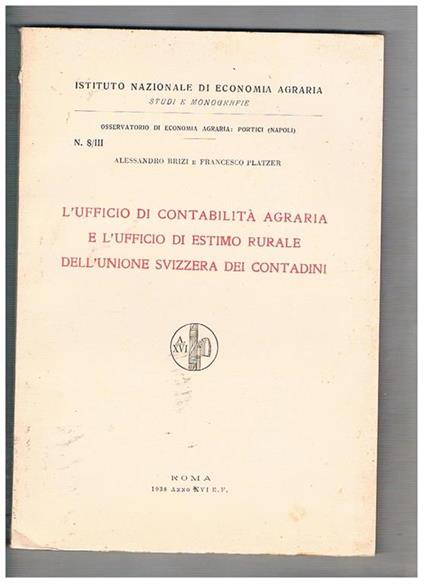 ISTITUTO NAZIONALE DI ECONOMIA AGRARIA
STUDI E MONOGRAFIE
OSSERVATORIO DI ECONOMIA AGRARIA: PORTICI (NAPOLI)
N. 8/III
ALESSANDRO BRIZI E FRANCESCO PLATZER
L'UFFICIO DI CONTABILITÀ AGRARIA
E L'UFFICIO DI ESTIMO RURALE
DELL'UNIONE SVIZZERA DEI CONTADINI
A.
XVI
ROMA
1938 ANNO XVI E. F.